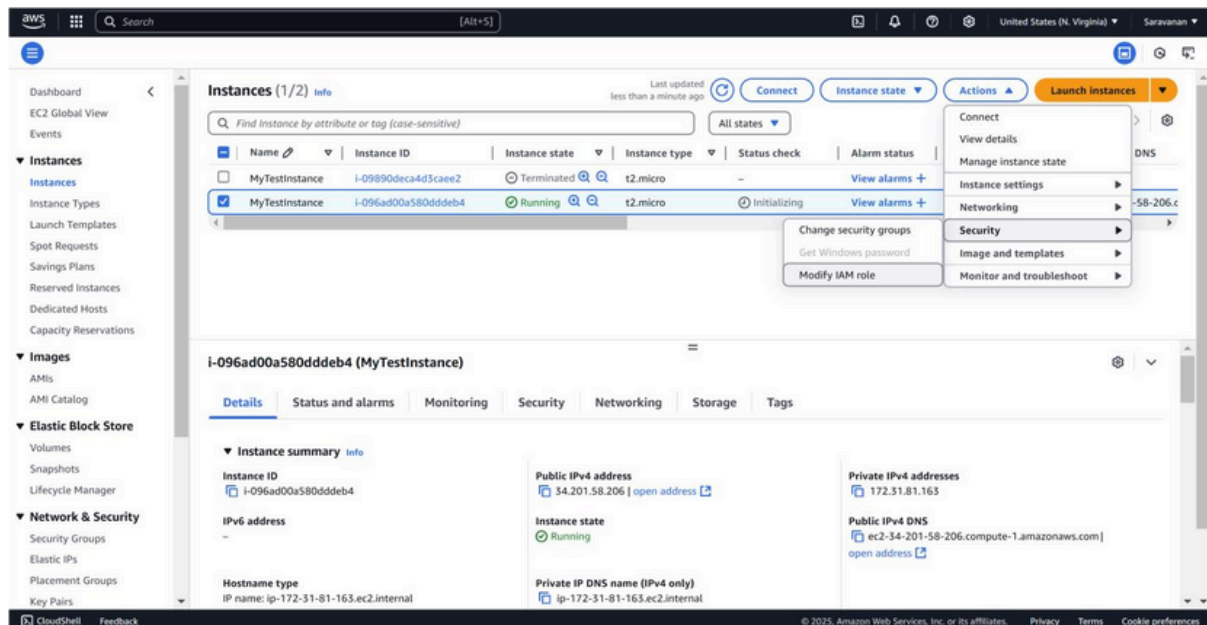 aws
Search
[Alt+S]
United States (N. Virginia)
Saravanan
Dashboard
EC2 Global View
Events
Instances
Instances
Instance Types
Launch Templates
Spot Requests
Savings Plans
Reserved Instances
Dedicated Hosts
Capacity Reservations
Images
AMIs
AMI Catalog
Elastic Block Store
Volumes
Snapshots
Lifecycle Manager
Network & Security
Security Groups
Elastic IPs
Placement Groups
Key Pairs
Instances (1/2) Info
Last updated
less than a minute ago
Connect
Instance state
Actions
Launch instances
Find Instance by attribute or tag (case-sensitive)
All states
Name Instance ID Instance state Instance type Status check Alarm status DNS
MyTestInstance i-09890deca4d3caee2 Terminated t2.micro – View alarms +
MyTestInstance i-096ad00a580dddeb4 Running t2.micro Initializing View alarms + -58-206.c
Connect
View details
Manage instance state
Instance settings
Networking
Security
Image and templates
Monitor and troubleshoot
Change security groups
Get Windows password
Modify IAM role
i-096ad00a580dddeb4 (MyTestInstance)
Details Status and alarms Monitoring Security Networking Storage Tags
Instance summary Info
Instance ID
i-096ad00a580dddeb4
Public IPv4 address
34.201.58.206 | open address
Private IPv4 addresses
172.31.81.163
IPv6 address
–
Instance state
Running
Public IPv4 DNS
ec2-34-201-58-206.compute-1.amazonaws.com |
open address
Hostname type
IP name: ip-172-31-81-163.ec2.internal
Private IP DNS name (IPv4 only)
ip-172-31-81-163.ec2.internal
CloudShell Feedback © 2025, Amazon Web Services, Inc. or its affiliates. Privacy Terms Cookie preferences